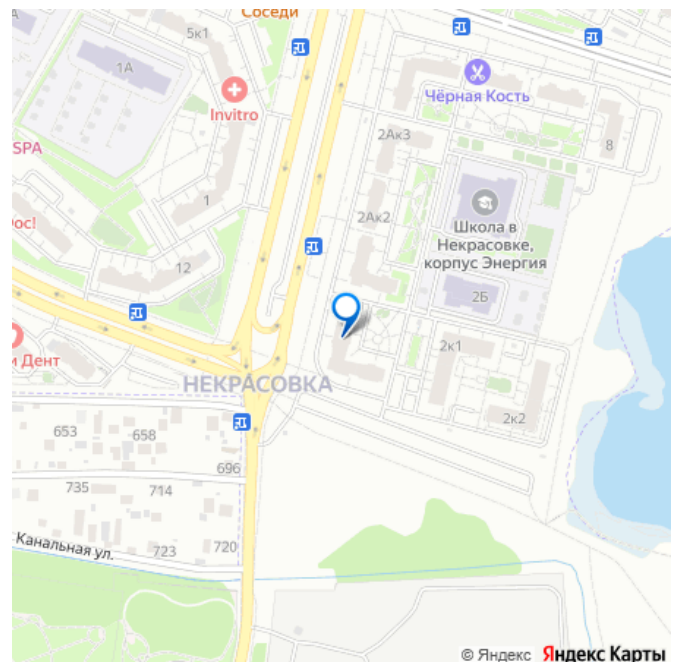 Соседи
5к1
1А
Invitro
Чёрная Кость
2Ак3
8
SPA
1
2Ак2
Школа в
Некрасовке,
корпус Энергия
Doc!
12
2Б
и Дент
2к1
НЕКРАСОВКА
2к2
653
658
696
735
714
Канальная ул.
723
720
© Яндекс Яндекс Карты